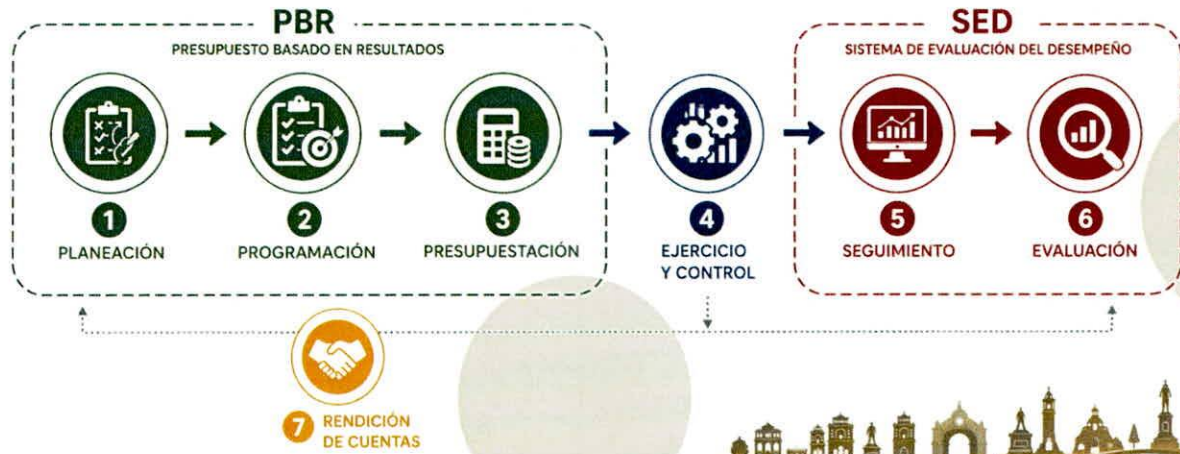 PBR
PRESUPUESTO BASADO EN RESULTADOS
1
PLANEACIÓN
2
PROGRAMACIÓN
3
PRESUPUESTACIÓN
4
EJERCICIO
Y CONTROL
SED
SISTEMA DE EVALUACIÓN DEL DESEMPEÑO
5
SEGUIMIENTO
6
EVALUACIÓN
7
RENDICIÓN
DE CUENTAS